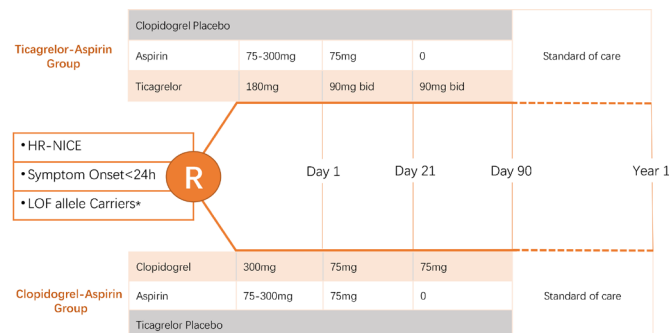 Clopidogrel Placebo
Ticagrelor-Aspirin
Group
Aspirin 75-300mg 75mg 0 Standard of care
Ticagrelor 180mg 90mg bid 90mg bid
•HR-NICE
•Symptom Onset<24h
•LOF allele Carriers*
R
Day 1 Day 21 Day 90 Year 1
Clopidogrel 300mg 75mg 75mg
Clopidogrel-Aspirin
Group
Aspirin 75-300mg 75mg 0 Standard of care
Ticagrelor Placebo